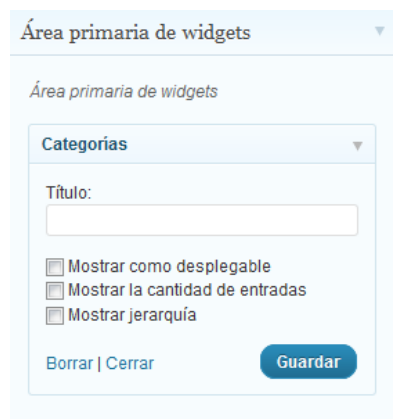 Área primaria de widgets
Área primaria de widgets
Categorías
Título:
Mostrar como desplegable
Mostrar la cantidad de entradas
Mostrar jerarquía
Borrar | Cerrar Guardar